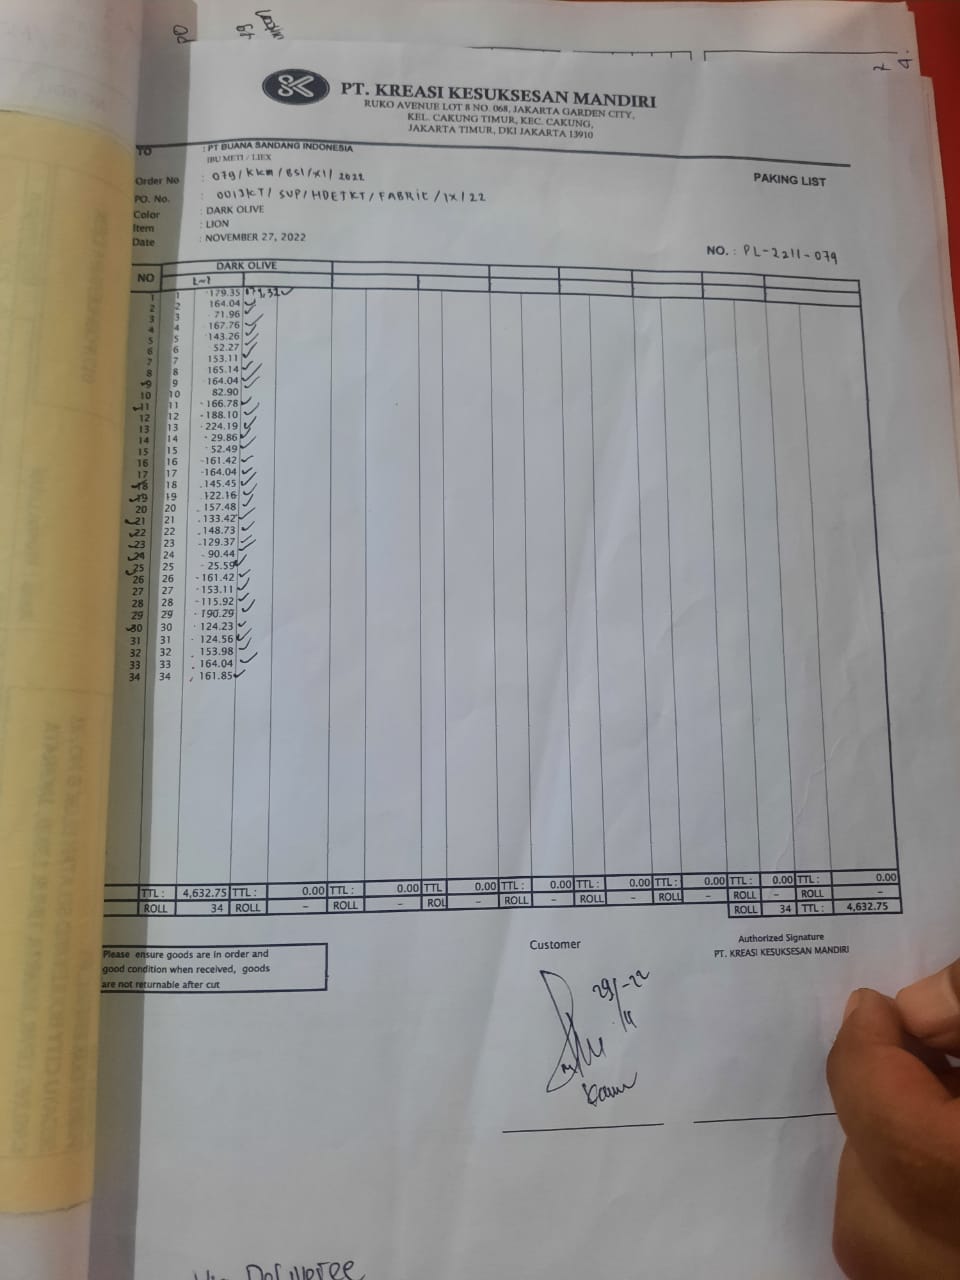 PT. KREASI KESUKSESAN MANDIRI
RUKO AVENUE LOT 8 NO. 068, JAKARTA GARDEN CITY,
KEL. CAKUNG TIMUR, KEC. CAKUNG,
JAKARTA TIMUR, DKI JAKARTA 13910
TO : PT BUANA SANDANG INDONESIA
IBU METI / LIEX
Order No : 079/KKM/BSI/XI/2022
PAKING LIST
PO. No. : 0013KT/SUP/HDETKT/FABRIC/IX/22
Color : DARK OLIVE
Item : LION
Date : NOVEMBER 27, 2022
NO. : PL-2211-079
NO DARK OLIVE
L-1
1 1 179.35
2 2 164.04
3 3 71.96
4 4 167.76
5 5 143.26
6 6 52.27
7 7 153.11
8 8 165.14
9 9 164.04
10 10 82.90
11 11 166.78
12 12 188.10
13 13 224.19
14 14 29.86
15 15 52.49
16 16 161.42
17 17 164.04
18 18 145.45
19 19 122.16
20 20 157.48
21 21 133.42
22 22 148.73
23 23 129.37
24 24 90.44
25 25 25.59
26 26 161.42
27 27 153.11
28 28 115.92
29 29 190.29
30 30 124.23
31 31 124.56
32 32 153.98
33 33 164.04
34 34 161.85
TTL : 4,632.75 TTL : 0.00 TTL : 0.00 TTL 0.00 TTL : 0.00 TTL : 0.00 TTL : 0.00 TTL : 0.00 TTL : 0.00
ROLL 34 ROLL - ROLL - ROLL - ROLL - ROLL - ROLL - ROLL -
ROLL 34 TTL : 4,632.75
Please ensure goods are in order and
good condition when received, goods
are not returnable after cut
Customer
29/11-22
Authorized Signature
PT. KREASI KESUKSESAN MANDIRI
Deliveree